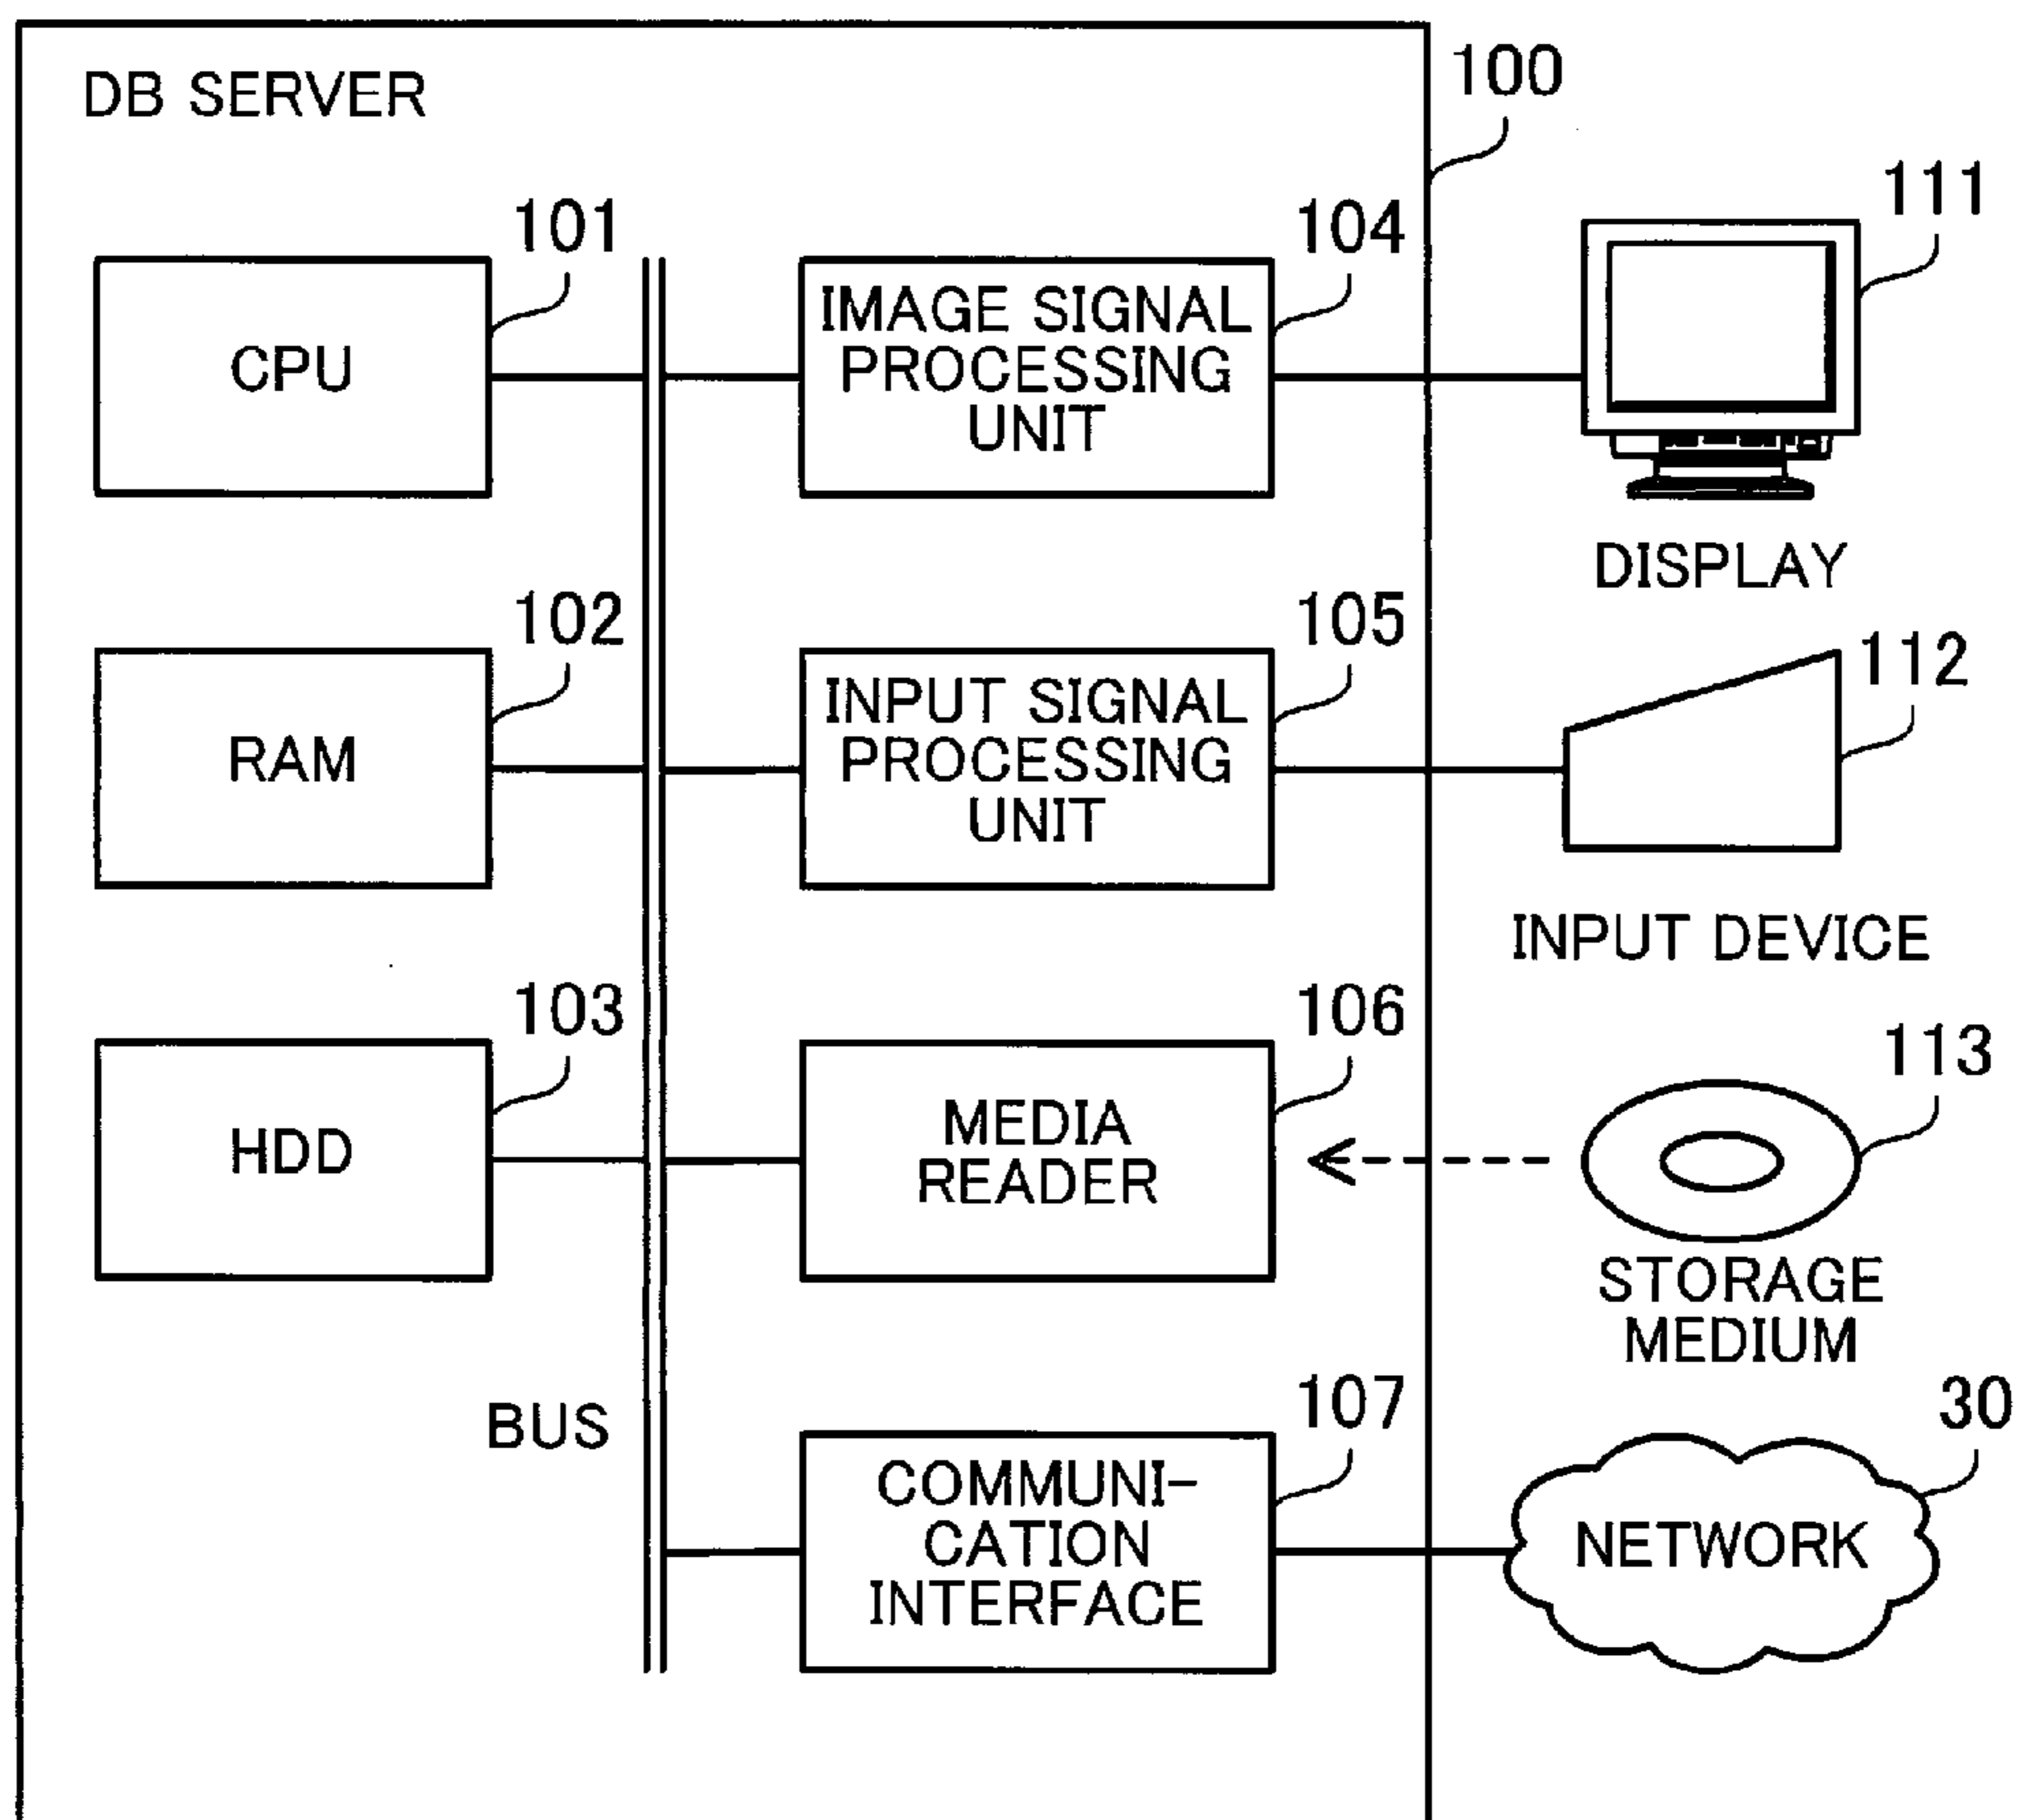 DB SERVER
100
101
CPU
104
IMAGE SIGNAL
PROCESSING
UNIT
111
DISPLAY
102
RAM
105
INPUT SIGNAL
PROCESSING
UNIT
112
INPUT DEVICE
103
HDD
106
MEDIA
READER
113
STORAGE
MEDIUM
BUS
107
COMMUNI-
CATION
INTERFACE
30
NETWORK